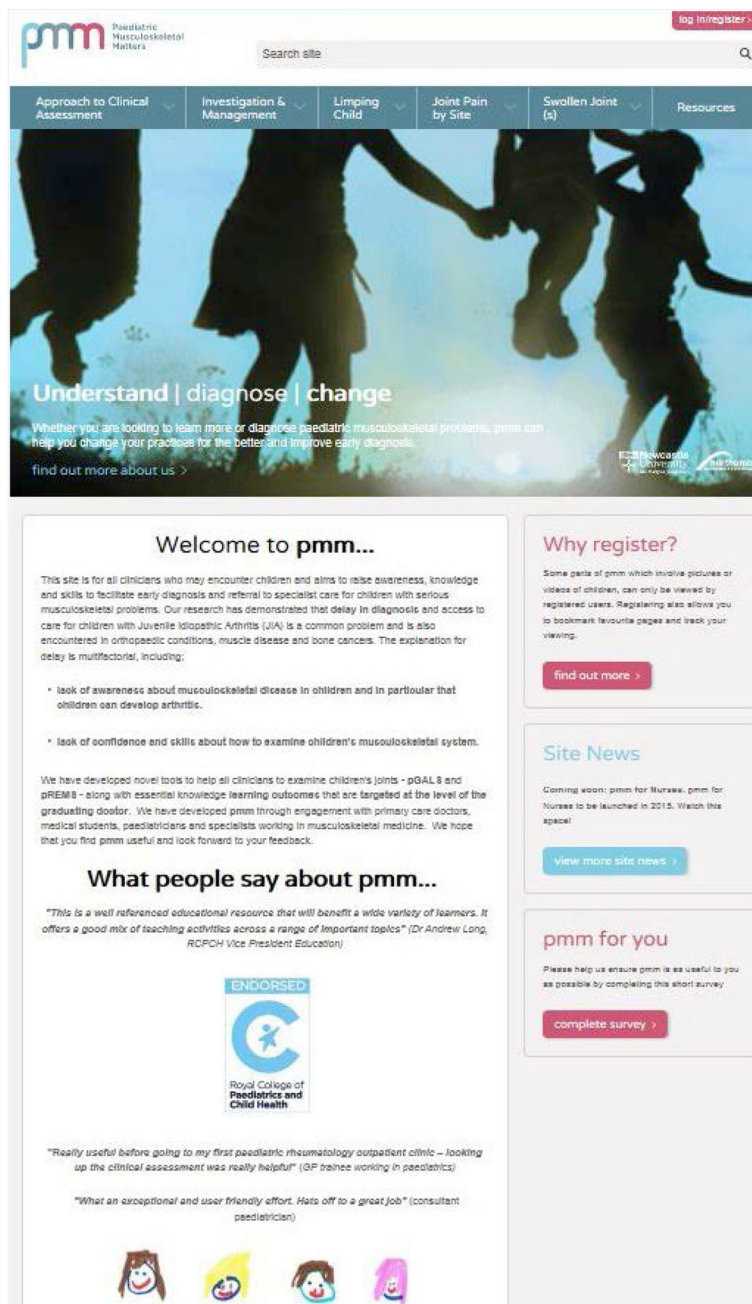 pmm
Paediatric
Musculoskeletal
Matters
log in/register ›
Search site
Approach to Clinical
Assessment
Investigation &
Management
Limping
Child
Joint Pain
by Site
Swollen Joint
(s)
Resources
Understand | diagnose | change
Whether you are looking to learn more or diagnose paediatric musculoskeletal problems, pmm can
help you change your practices for the better and improve early diagnosis.
find out more about us >
Newcastle
University
Welcome to pmm...
This site is for all clinicians who may encounter children and aims to raise awareness, knowledge
and skills to facilitate early diagnosis and referral to specialist care for children with serious
musculoskeletal problems. Our research has demonstrated that delay in diagnosis and access to
care for children with Juvenile Idiopathic Arthritis (JIA) is a common problem and is also
encountered in orthopaedic conditions, muscle disease and bone cancers. The explanation for
delay is multifactorial, including;
• lack of awareness about musculoskeletal disease in children and in particular that
children can develop arthritis.
• lack of confidence and skills about how to examine children's musculoskeletal system.
We have developed novel tools to help all clinicians to examine children's joints - pGALS and
pREMS - along with essential knowledge learning outcomes that are targeted at the level of the
graduating doctor. We have developed pmm through engagement with primary care doctors,
medical students, paediatricians and specialists working in musculoskeletal medicine. We hope
that you find pmm useful and look forward to your feedback.
What people say about pmm...
"This is a well referenced educational resource that will benefit a wide variety of learners. It
offers a good mix of teaching activities across a range of important topics" (Dr Andrew Long,
RCPCH Vice President Education)
ENDORSED
Royal College of
Paediatrics and
Child Health
"Really useful before going to my first paediatric rheumatology outpatient clinic – looking
up the clinical assessment was really helpful" (GP trainee working in paediatrics)
"What an exceptional and user friendly effort. Hats off to a great job" (consultant
paediatrician)
Why register?
Some parts of pmm which involve pictures or
videos of children, can only be viewed by
registered users. Registering also allows you
to bookmark favourite pages and track your
viewing.
find out more ›
Site News
Coming soon: pmm for Nurses. pmm for
Nurses to be launched in 2015. Watch this
space!
view more site news ›
pmm for you
Please help us ensure pmm is as useful to you
as possible by completing this short survey
complete survey ›